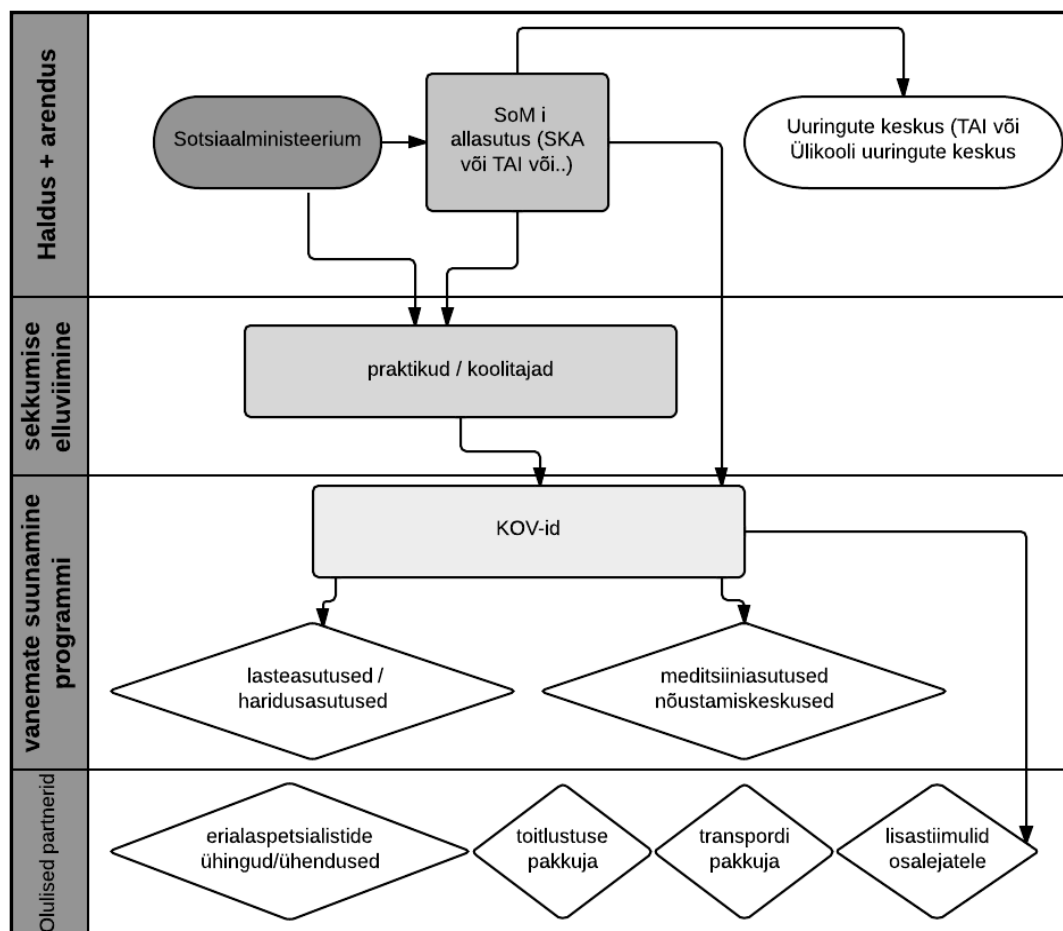 Haldus + arendus
Sotsiaalministeerium
SoM i
allasutus (SKA
või TAI või..)
Uuringute keskus (TAI või
Ülikooli uuringute keskus
sekkumise
elluviimine
praktikud / koolitajad
vanemate suunamine
programmi
KOV-id
lasteasutused /
haridusasutused
meditsiiniasutused
nõustamiskeskused
Olulised partnerid
erialaspetsialistide
ühingud/ühendused
toitlustuse
pakkuja
transpordi
pakkuja
lisastiimulid
osalejatele